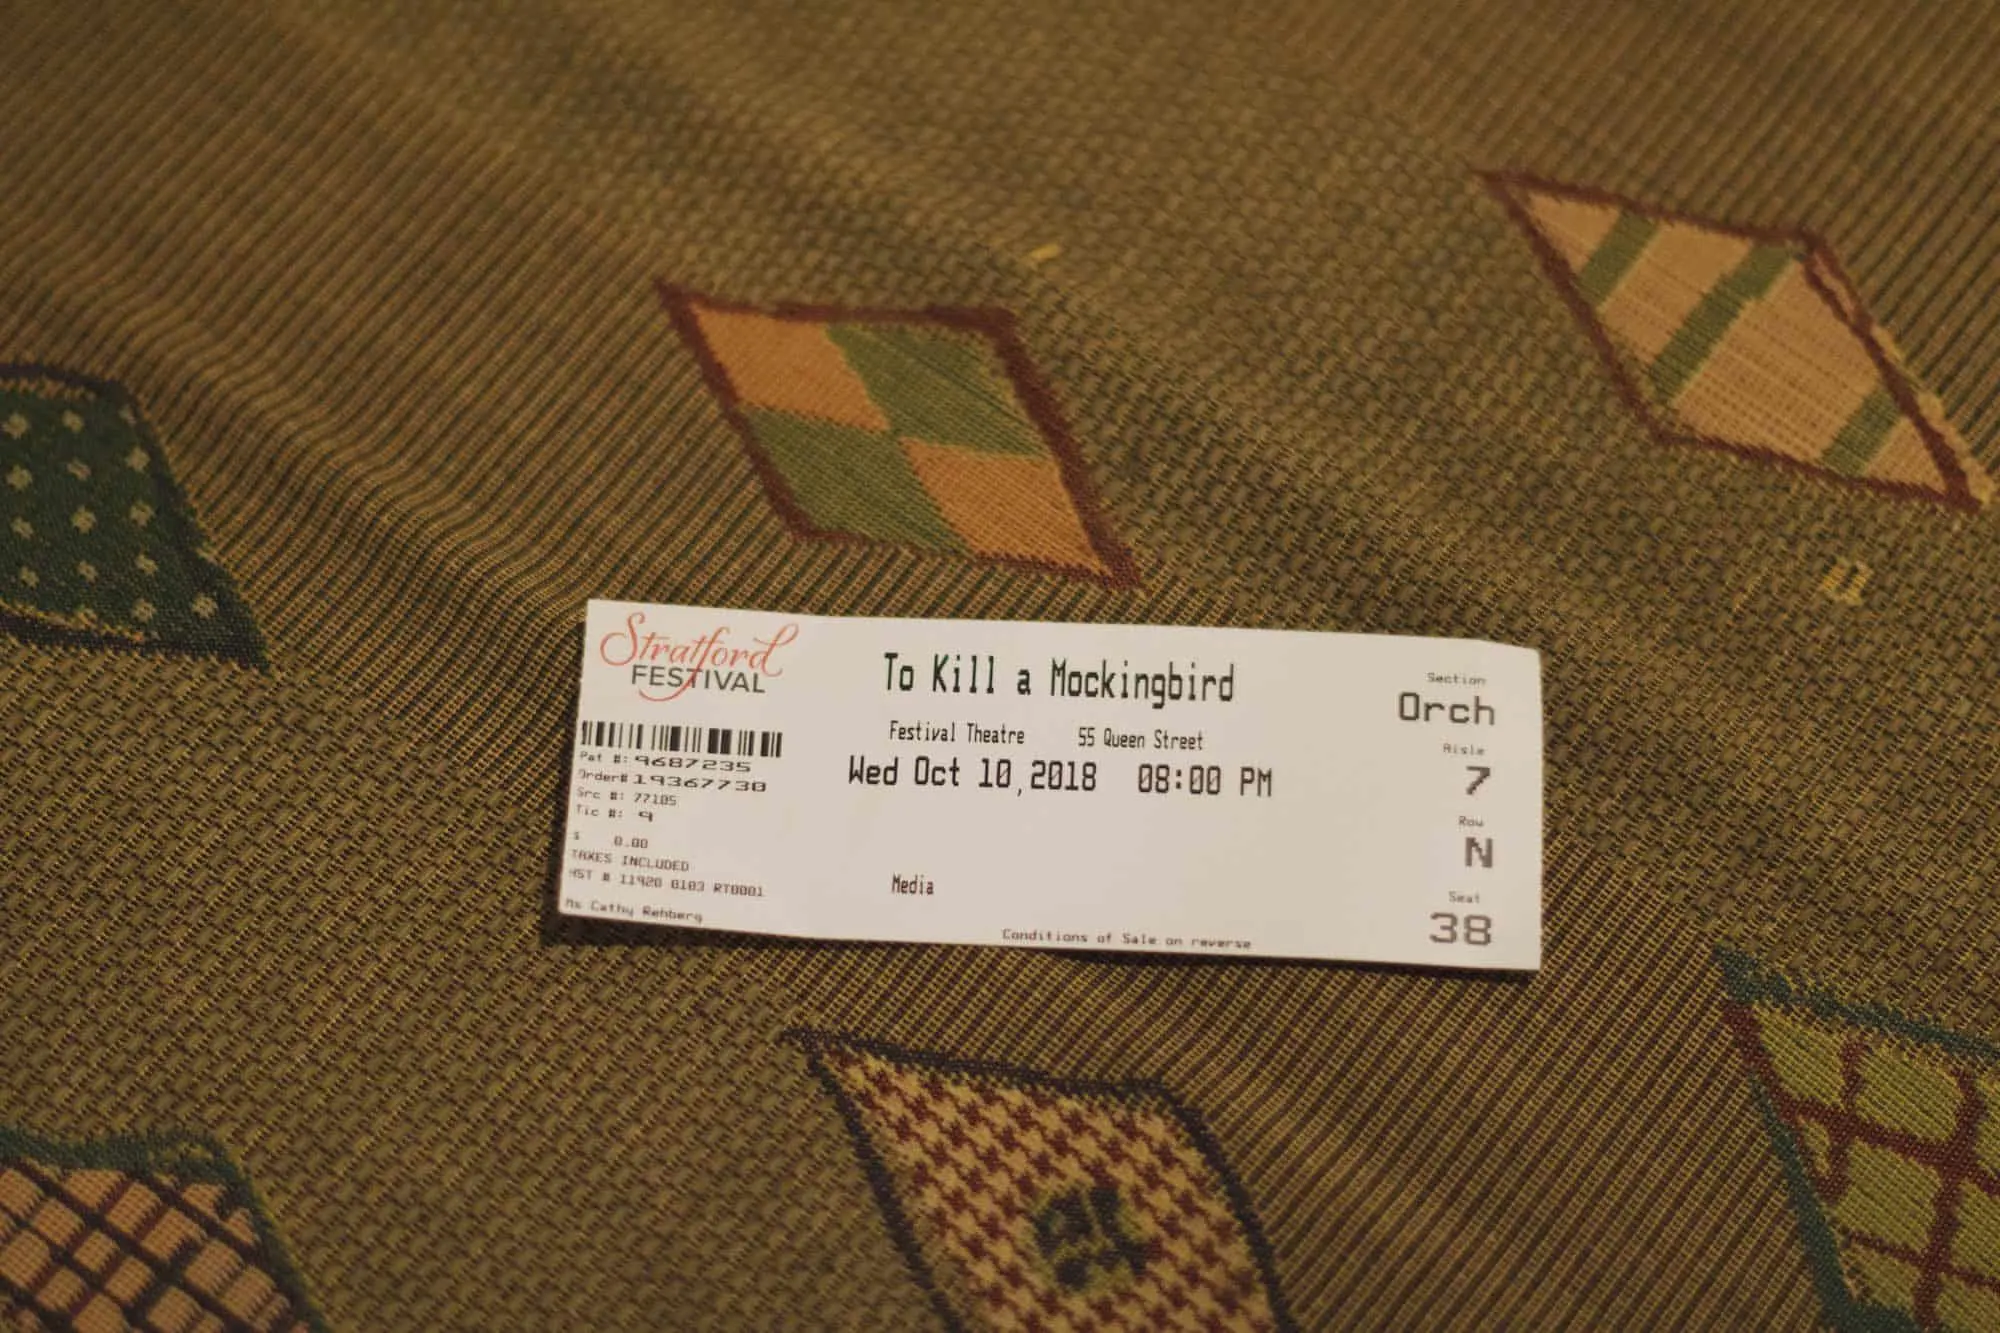 Stratford
FESTIVAL
Pat #: 9687235
Order# 19367730
Src #: 77105
Tic #: 9
$ 0.00
TAXES INCLUDED
HST # 11920 0103 RT0001
Ms Cathy Rehberg
To Kill a Mockingbird
Festival Theatre 55 Queen Street
Wed Oct 10,2018 08:00 PM
Media
Conditions of Sale on reverse
Section
Orch
Aisle
7
Row
N
Seat
38